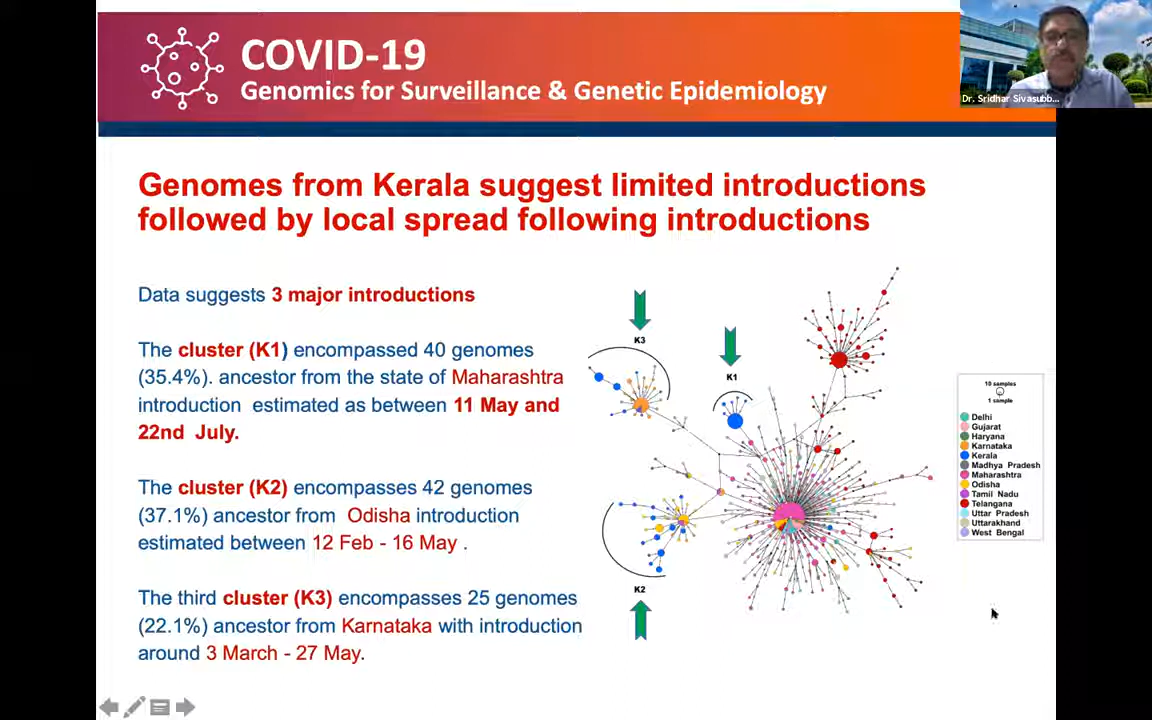 COVID-19
Genomics for Surveillance & Genetic Epidemiology
Dr. Sridhar Sivasubb...
Genomes from Kerala suggest limited introductions
followed by local spread following introductions
Data suggests 3 major introductions
The cluster (K1) encompassed 40 genomes
(35.4%). ancestor from the state of Maharashtra
introduction estimated as between 11 May and
22nd July.
The cluster (K2) encompasses 42 genomes
(37.1%) ancestor from Odisha introduction
estimated between 12 Feb - 16 May .
The third cluster (K3) encompasses 25 genomes
(22.1%) ancestor from Karnataka with introduction
around 3 March - 27 May.
K3
K1
K2
10 samples
1 sample
Delhi
Gujarat
Haryana
Karnataka
Kerala
Madhya Pradesh
Maharashtra
Odisha
Tamil Nadu
Telangana
Uttar Pradesh
Uttarakhand
West Bengal